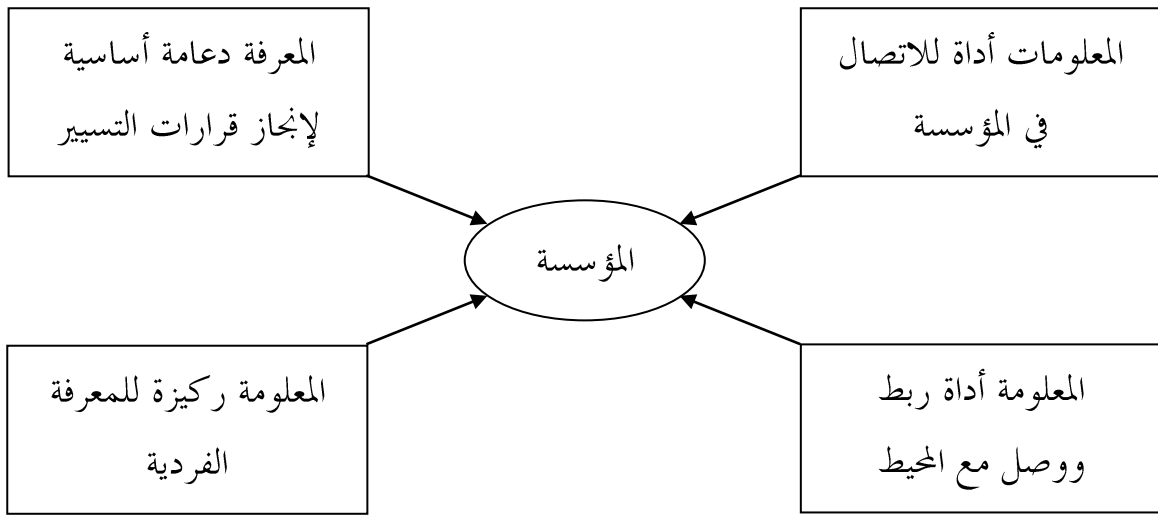 المعلومات أداة للاتصال
في المؤسسة
المعرفة دعامة أساسية
لإنجاز قرارات التسيير
المؤسسة
المعلومة أداة ربط
ووصل مع المحيط
المعلومة ركيزة للمعرفة
الفردية